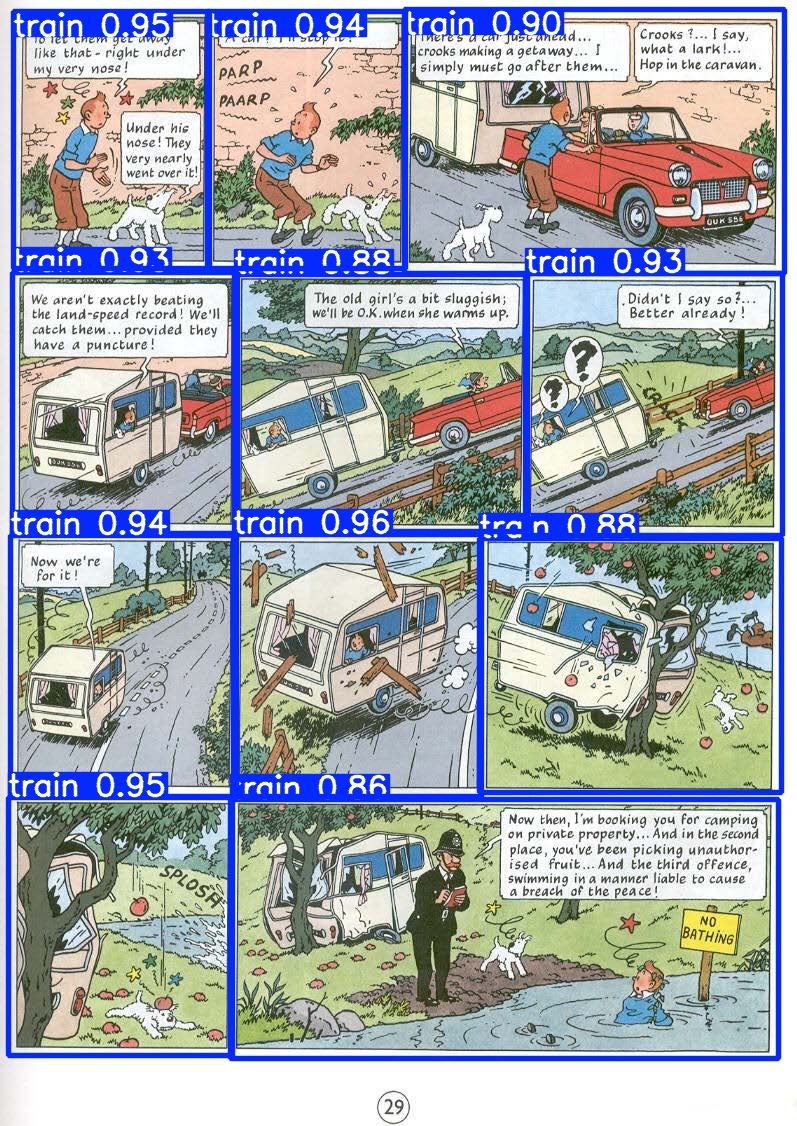 train 0.95
train 0.94
train 0.90
To let them get away
like that - right under
my very nose!
Under his
nose! They
very nearly
went over it!
A car! I'll stop it!
PARP
PAARP
There's a car just ahead...
crooks making a getaway... I
simply must go after them...
Crooks?... I say,
what a lark!...
Hop in the caravan.
OUK 55E
train 0.93
train 0.88
train 0.93
We aren't exactly beating
the land-speed record! We'll
catch them... provided they
have a puncture!
The old girl's a bit sluggish;
we'll be O.K. when she warms up.
Didn't I say so?...
Better already!
?
?
train 0.94
train 0.96
train 0.88
Now we're
for it!
train 0.95
train 0.86
SPLOSH
Now then, I'm booking you for camping
on private property... And in the second
place, you've been picking unauthor-
ised fruit... And the third offence,
swimming in a manner liable to cause
a breach of the peace!
NO
BATHING
29